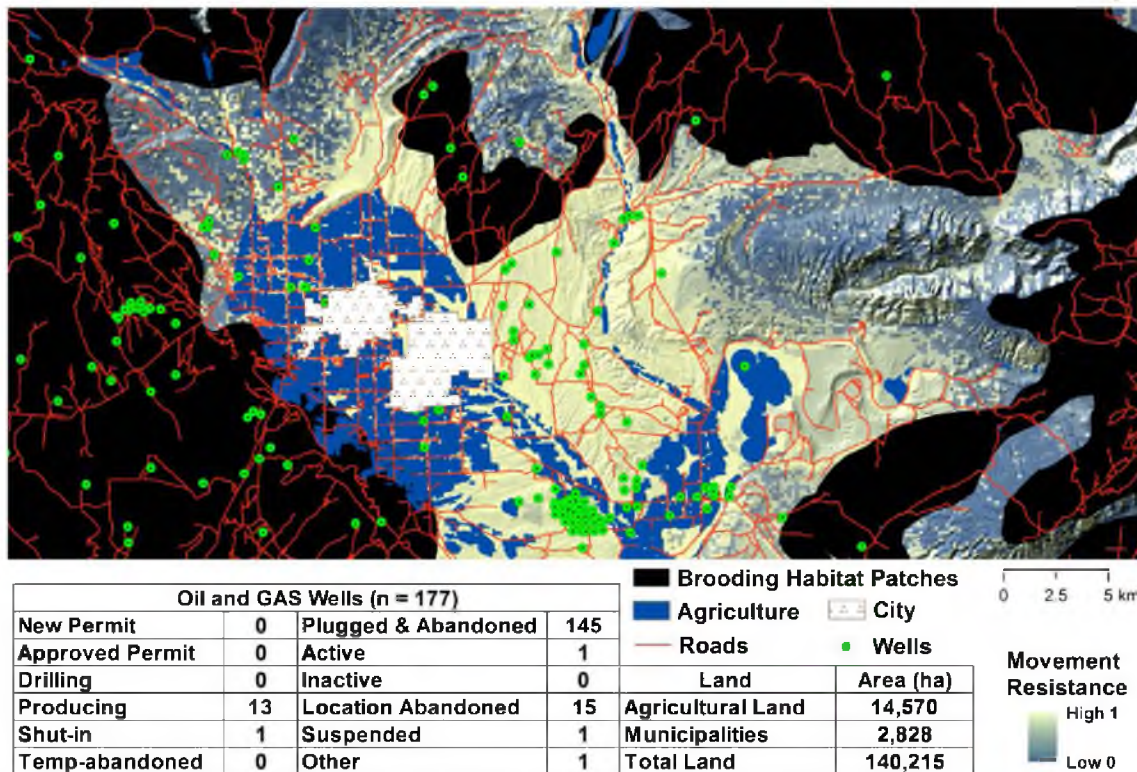 Oil and GAS Wells (n = 177)
New Permit 0 Plugged & Abandoned 145
Approved Permit 0 Active 1
Drilling 0 Inactive 0
Producing 13 Location Abandoned 15
Shut-in 1 Suspended 1
Temp-abandoned 0 Other 1
Brooding Habitat Patches
Agriculture City
Roads Wells
0 2.5 5 km
Land Area (ha)
Agricultural Land 14,570
Municipalities 2,828
Total Land 140,215
Movement
Resistance
High 1
Low 0